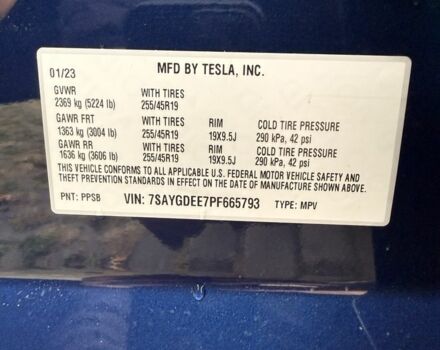 01/23 MFD BY TESLA, INC.
GVWR WITH TIRES
2369 kg (5224 lb) 255/45R19
GAWR FRT WITH TIRES RIM COLD TIRE PRESSURE
1363 kg (3004 lb) 255/45R19 19X9.5J 290 kPa, 42 psi
GAWR RR WITH TIRES RIM COLD TIRE PRESSURE
1636 kg (3606 lb) 255/45R19 19X9.5J 290 kPa, 42 psi
THIS VEHICLE CONFORMS TO ALL APPLICABLE U.S. FEDERAL MOTOR VEHICLE SAFETY AND
THEFT PREVENTION STANDARDS IN EFFECT ON THE DATE OF MANUFACTURE SHOWN ABOVE.
PNT: PPSB VIN: 7SAYGDEE7PF665793 TYPE: MPV